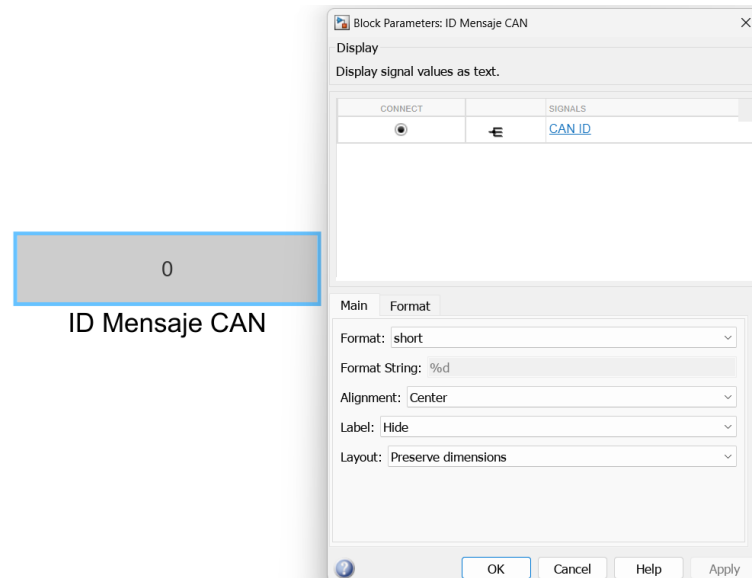 0
ID Mensaje CAN
Block Parameters: ID Mensaje CAN
Display
Display signal values as text.
CONNECT SIGNALS
CAN ID
Main Format
Format: short
Format String: %d
Alignment: Center
Label: Hide
Layout: Preserve dimensions
? OK Cancel Help Apply